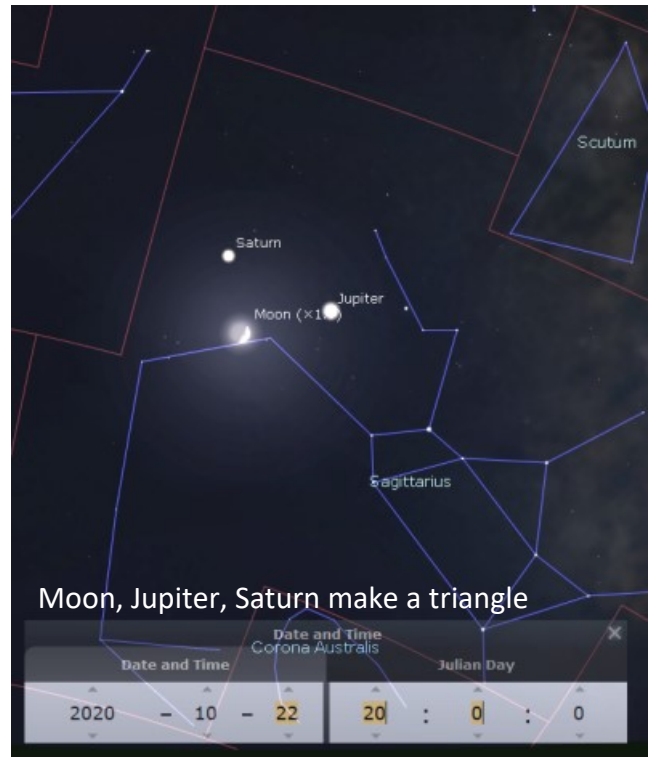 Scutum
Saturn
Jupiter
Moon (×1
Sagittarius
Moon, Jupiter, Saturn make a triangle
Date and Time
Corona Australis
Date and Time Julian Day
2020 – 10 – 22 20 : 0 : 0